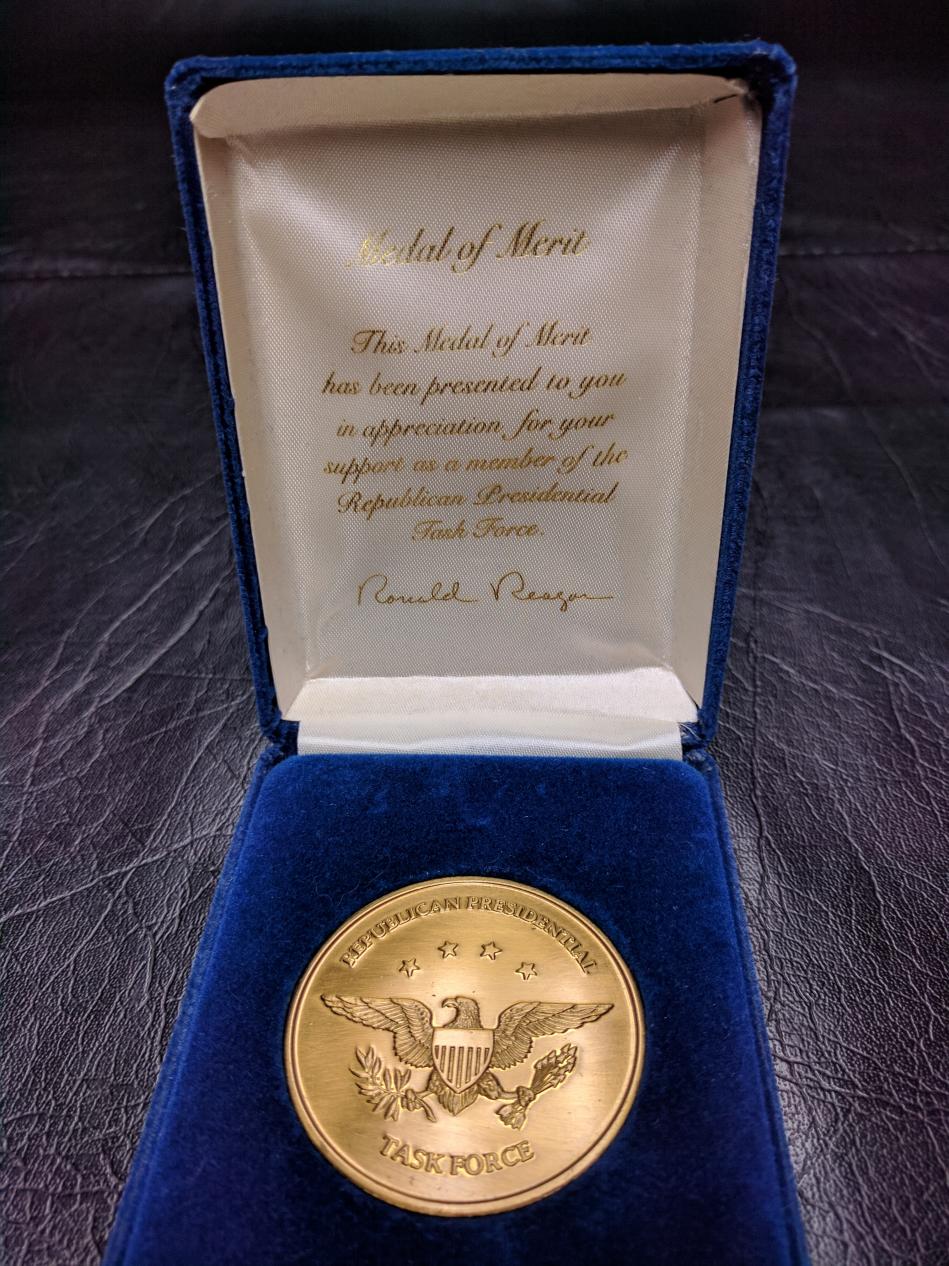 Medal of Merit
This Medal of Merit
has been presented to you
in appreciation for your
support as a member of the
Republican Presidential
Task Force.
Ronald Reagan
REPUBLICAN PRESIDENTIAL
TASK FORCE